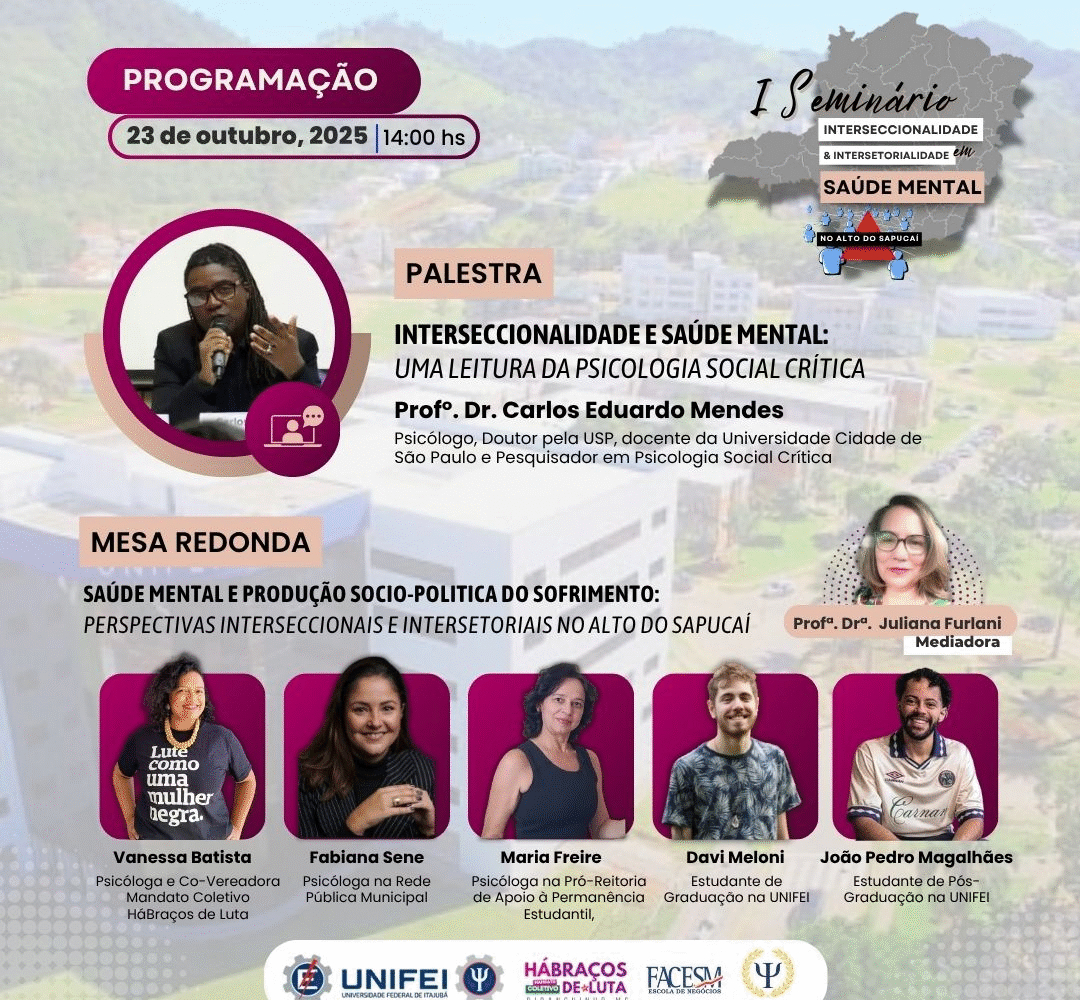 PROGRAMAÇÃO
23 de outubro, 2025 | 14:00 hs
I Seminário
INTERSECCIONALIDADE
& INTERSETORIALIDADE em
SAÚDE MENTAL
NO ALTO DO SAPUCAÍ
PALESTRA
INTERSECCIONALIDADE E SAÚDE MENTAL:
UMA LEITURA DA PSICOLOGIA SOCIAL CRÍTICA
Profº. Dr. Carlos Eduardo Mendes
Psicólogo, Doutor pela USP, docente da Universidade Cidade de
São Paulo e Pesquisador em Psicologia Social Crítica
MESA REDONDA
SAÚDE MENTAL E PRODUÇÃO SOCIO-POLITICA DO SOFRIMENTO:
PERSPECTIVAS INTERSECCIONAIS E INTERSETORIAIS NO ALTO DO SAPUCAÍ
Profª. Drª. Juliana Furlani
Mediadora
Lute
como
uma
mulher
negra.
Vanessa Batista
Psicóloga e Co-Vereadora
Mandato Coletivo
HáBraços de Luta
Fabiana Sene
Psicóloga na Rede
Pública Municipal
Maria Freire
Psicóloga na Pró-Reitoria
de Apoio à Permanência
Estudantil,
Davi Meloni
Estudante de
Graduação na UNIFEI
João Pedro Magalhães
Estudante de Pós-
Graduação na UNIFEI
UNIFEI
UNIVERSIDADE FEDERAL DE ITAJUBÁ
HÁBRAÇOS
MANDATO
COLETIVO
DE LUTA
FACESM
ESCOLA DE NEGÓCIOS